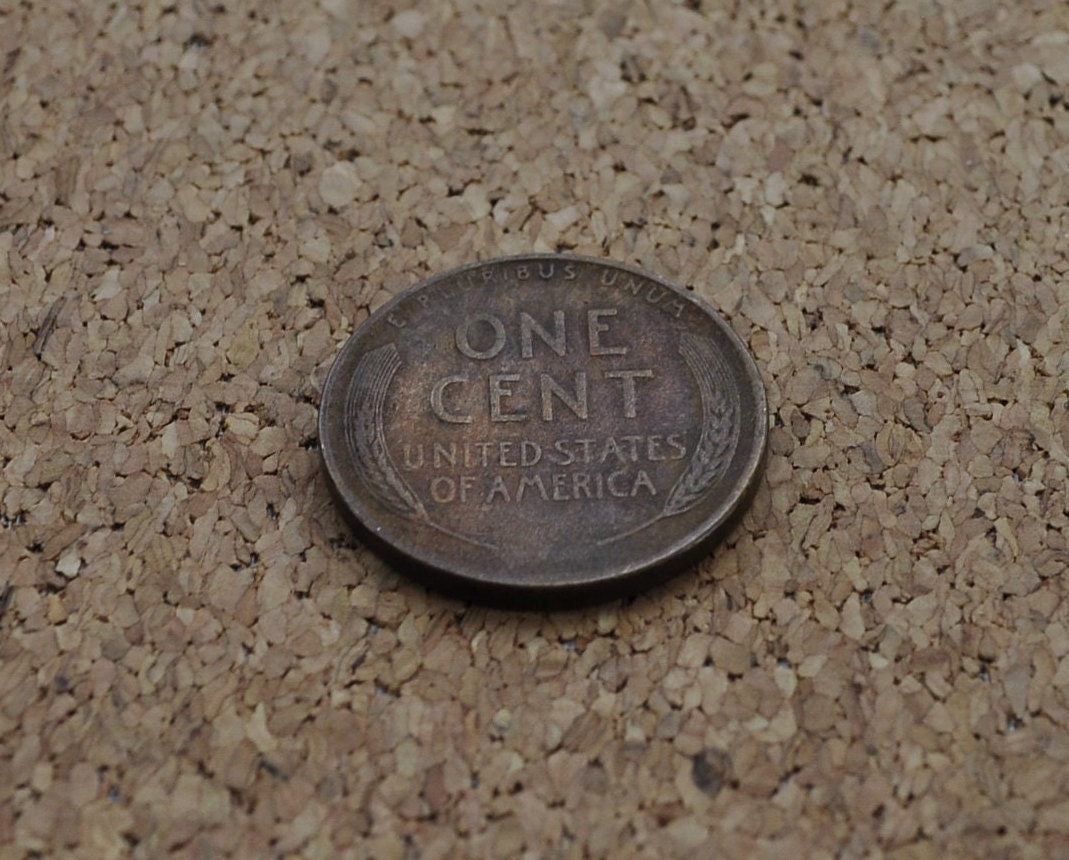 E PLURIBUS UNUM
ONE
CENT
UNITED STATES
OF AMERICA